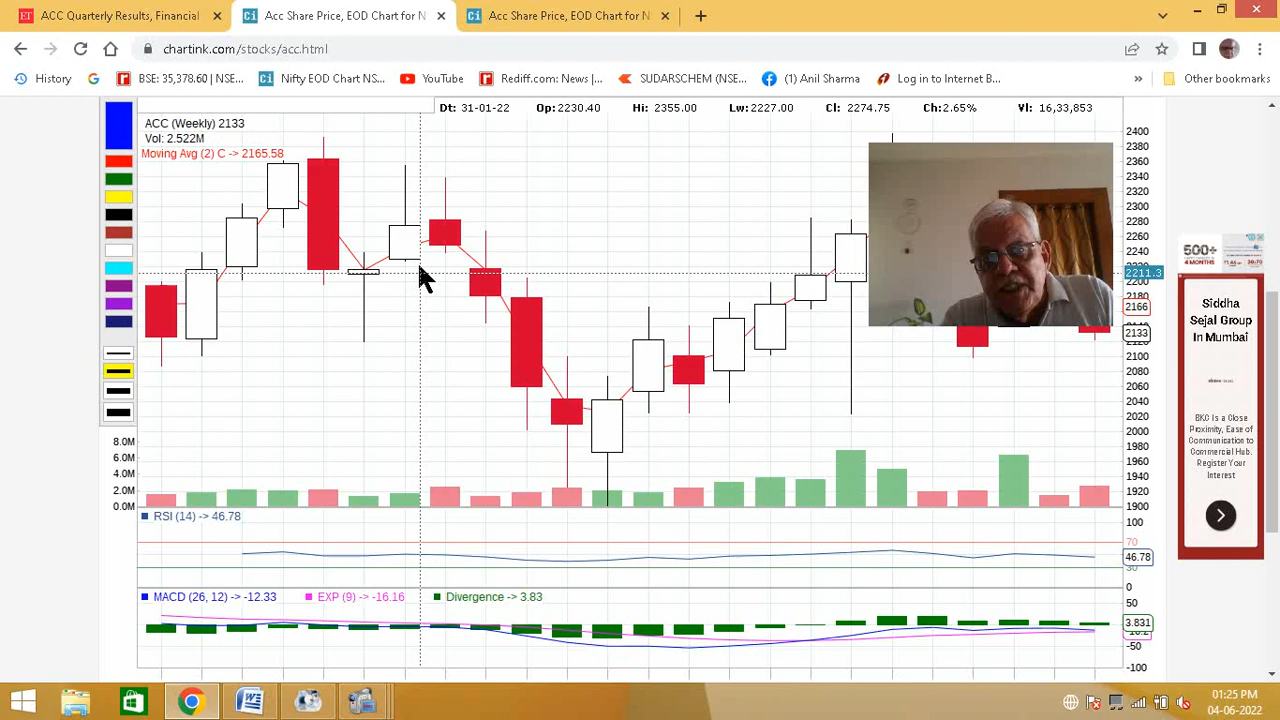 ACC Quarterly Results, Financial
Acc Share Price, EOD Chart for N
Acc Share Price, EOD Chart for N
chartink.com/stocks/acc.html
History
BSE: 35,378.60 | NSE...
Nifty EOD Chart NS...
YouTube
Rediff.com: News |...
SUDARSCHEM (NSE...
(1) Anil Sharma
Log in to Internet B...
»
Other bookmarks
Dt: 31-01-22 Op:2230.40 Hi: 2355.00 Lw:2227.00 Cl: 2274.75 Ch:2.65% Vl: 16,33,853
ACC (Weekly) 2133
Vol: 2.522M
Moving Avg (2) C -> 2165.58
2400
2380
2360
2340
2320
2300
2280
2260
2240
2211.3
2180
2166
2133
2100
2080
2060
2040
2020
2000
1980
1960
1940
1920
1900
8.0M
6.0M
4.0M
2.0M
0.0M
RSI (14) -> 46.78
100
70
46.78
30
0
MACD (26, 12) -> -12.33 EXP (9) -> -16.16 Divergence -> 3.83
50
3.831
-50
-100
500+
4 MONTHS
Siddha
Sejal Group
In Mumbai
BKC Is a Close
Proximity, Ease of
Communication to
Commercial Hub.
Register Your
Interest
01:25 PM
04-06-2022